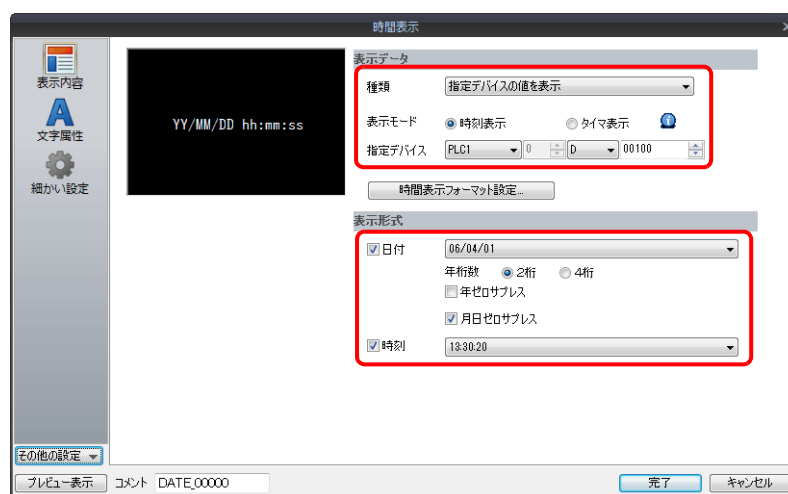 時間表示
表示内容
文字属性
細かい設定
YY/MM/DD hh:mm:ss
表示データ
種類 指定デバイスの値を表示
表示モード 時刻表示 タイマ表示
指定デバイス PLC1 0 D 00100
時間表示フォーマット設定...
表示形式
日付 06/04/01
年桁数 2桁 4桁
年ゼロサプレス
月日ゼロサプレス
時刻 13:30:20
その他の設定
プレビュー表示 コメント DATE_00000 完了 キャンセル